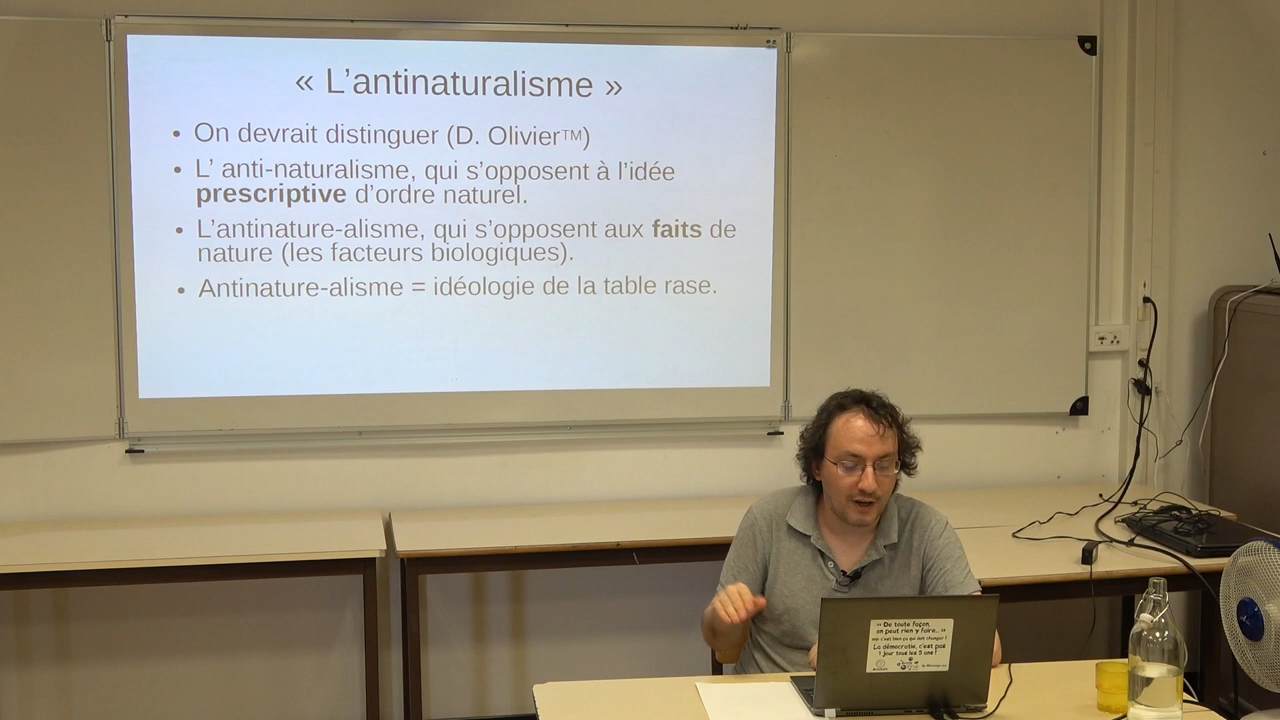 « L’antinaturalisme »
• On devrait distinguer (D. Olivier™)
• L’ anti-naturalisme, qui s’opposent à l’idée
prescriptive d’ordre naturel.
• L’antinature-alisme, qui s’opposent aux faits de
nature (les facteurs biologiques).
• Antinature-alisme = idéologie de la table rase.
« De toute façon,
on peut rien y faire... »
La démocratie, c'est pas
1 jour tous les 5 ans !